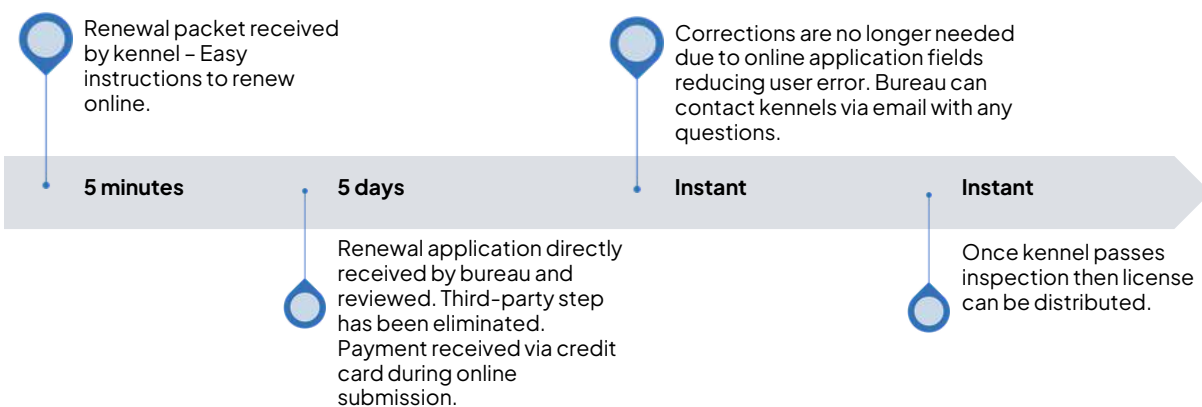 Renewal packet received
by kennel – Easy
instructions to renew
online.
Corrections are no longer needed
due to online application fields
reducing user error. Bureau can
contact kennels via email with any
questions.
5 minutes
5 days
Instant
Instant
Renewal application directly
received by bureau and
reviewed. Third-party step
has been eliminated.
Payment received via credit
card during online
submission.
Once kennel passes
inspection then license
can be distributed.